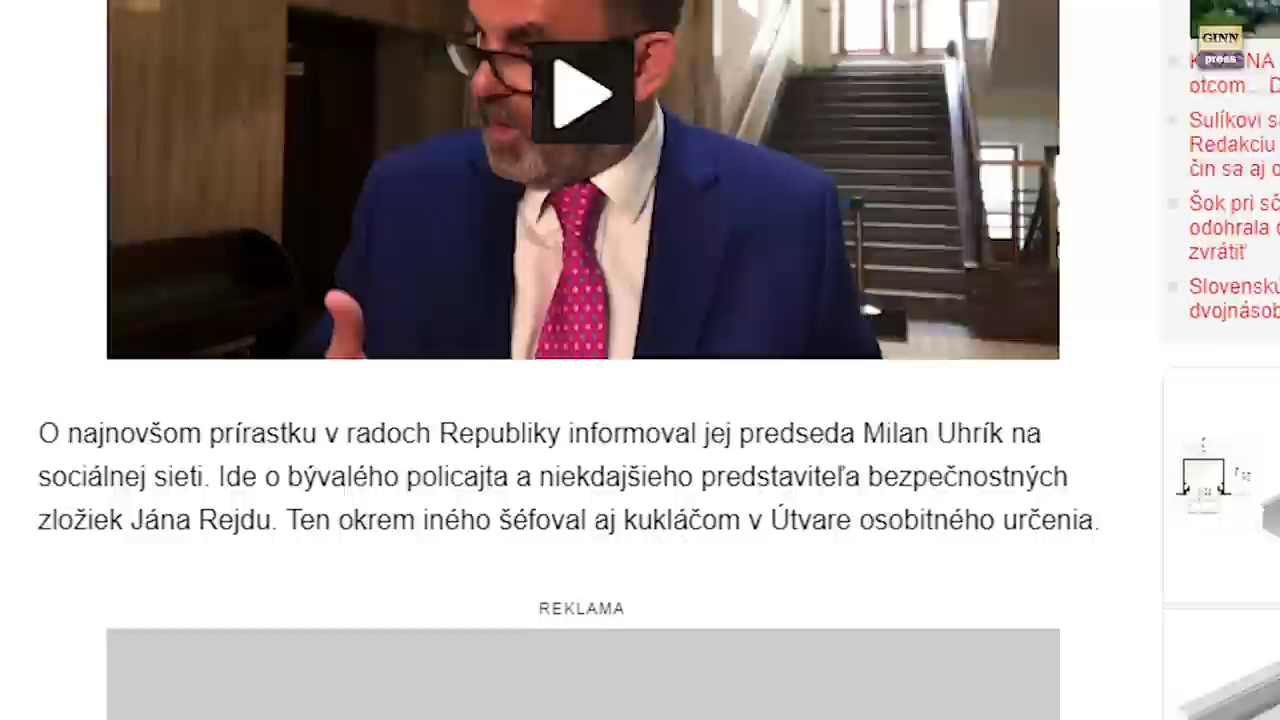 GINN
press
otcom...
Sulíkovi
Redakciu
čin sa aj
Šok pri
odohrala
zvrátiť
O najnovšom prírastku v radoch Republiky informoval jej predseda Milan Uhrík na
sociálnej sieti. Ide o bývalého policajta a niekdajšieho predstaviteľa bezpečnostných
zložiek Jána Rejdu. Ten okrem iného šéfoval aj kukláčom v Útvare osobitného určenia.
REKLAMA